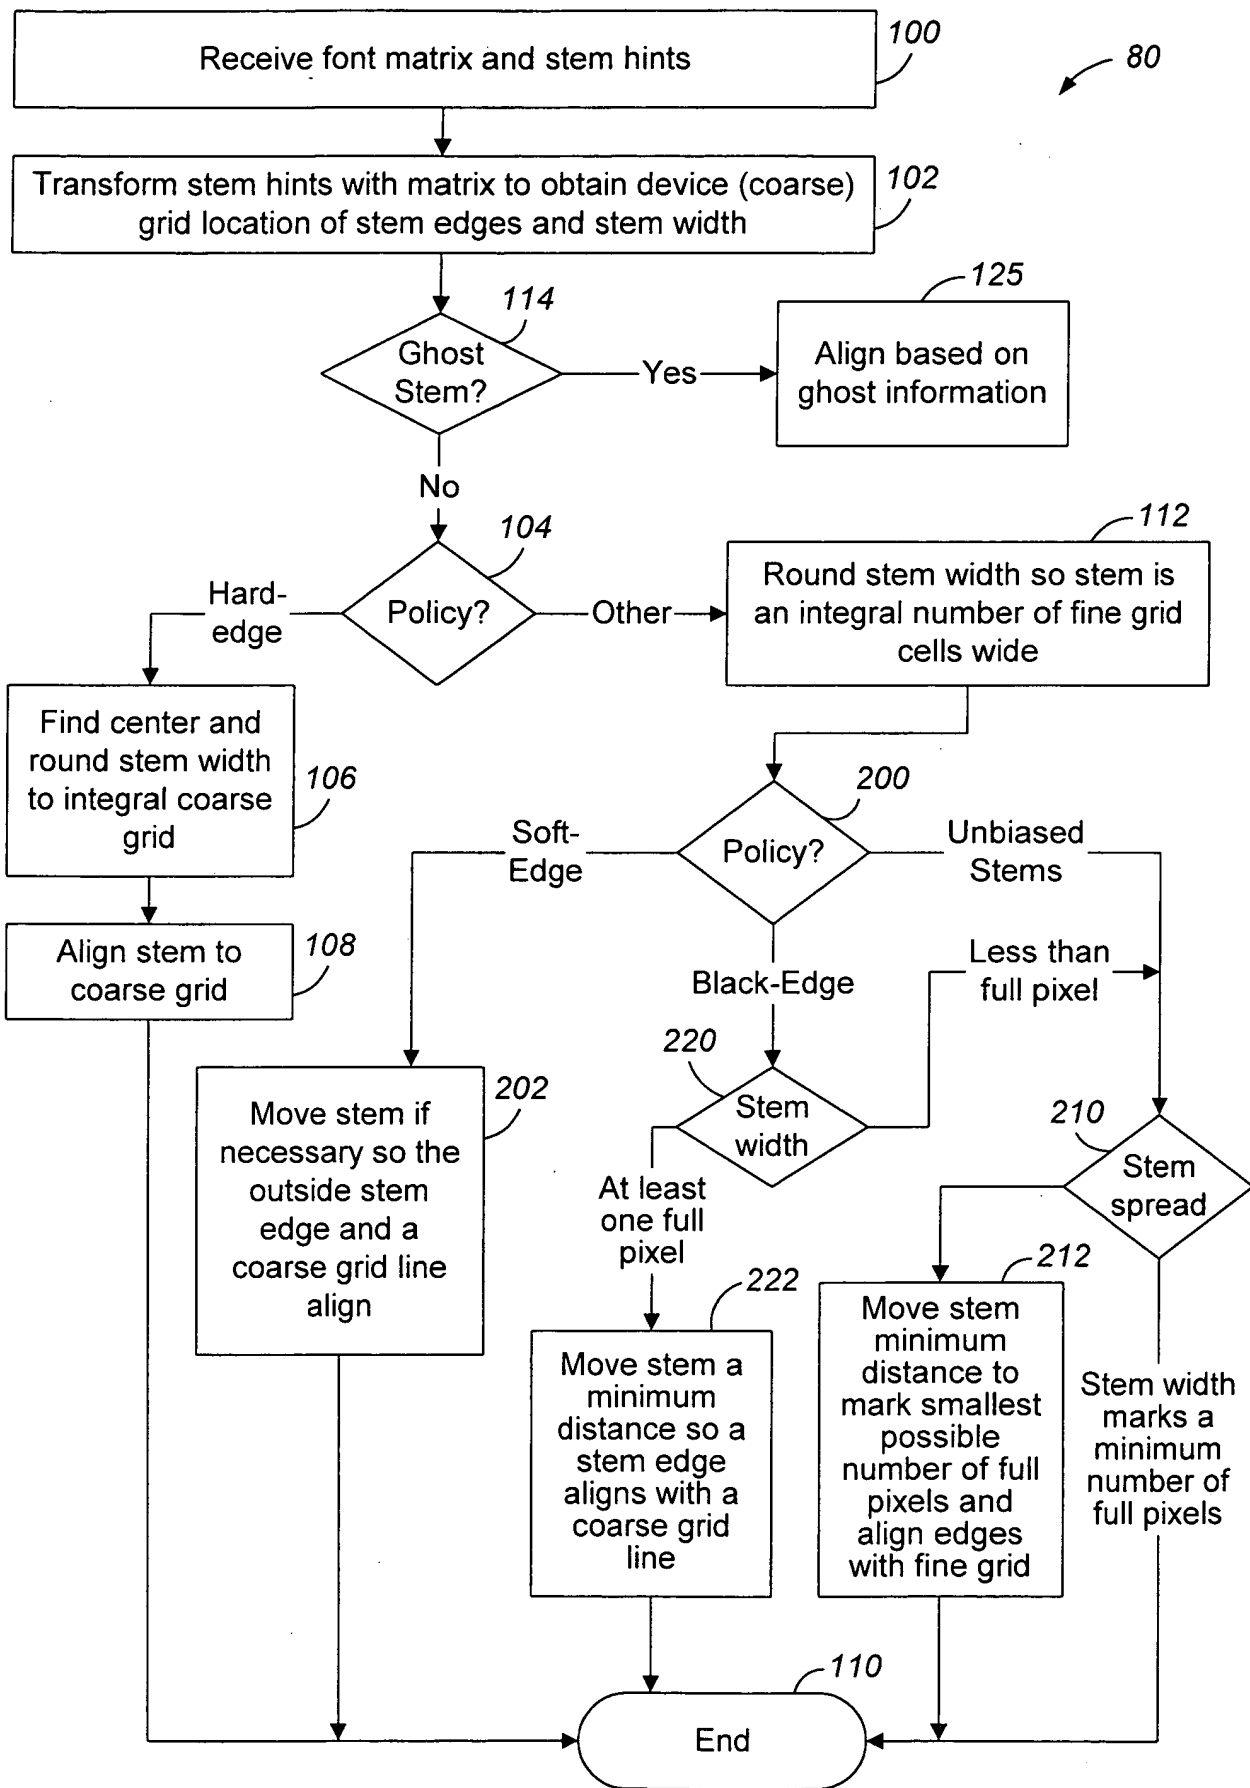 100
Receive font matrix and stem hints
80
Transform stem hints with matrix to obtain device (coarse)
grid location of stem edges and stem width
102
125
114
Ghost
Stem?
Yes
Align based on
ghost information
No
104
112
Hard-
edge
Policy?
Other
Round stem width so stem is
an integral number of fine grid
cells wide
Find center and
round stem width
to integral coarse
grid
106
200
Soft-
Edge
Policy?
Unbiased
Stems
Align stem to
coarse grid
108
Black-Edge
Less than
full pixel
220
Stem
width
Move stem if
necessary so the
outside stem
edge and a
coarse grid line
align
202
At least
one full
pixel
210
Stem
spread
222
Move stem a
minimum
distance so a
stem edge
aligns with a
coarse grid
line
212
Move stem
minimum
distance to
mark smallest
possible
number of full
pixels and
align edges
with fine grid
Stem width
marks a
minimum
number of
full pixels
110
End